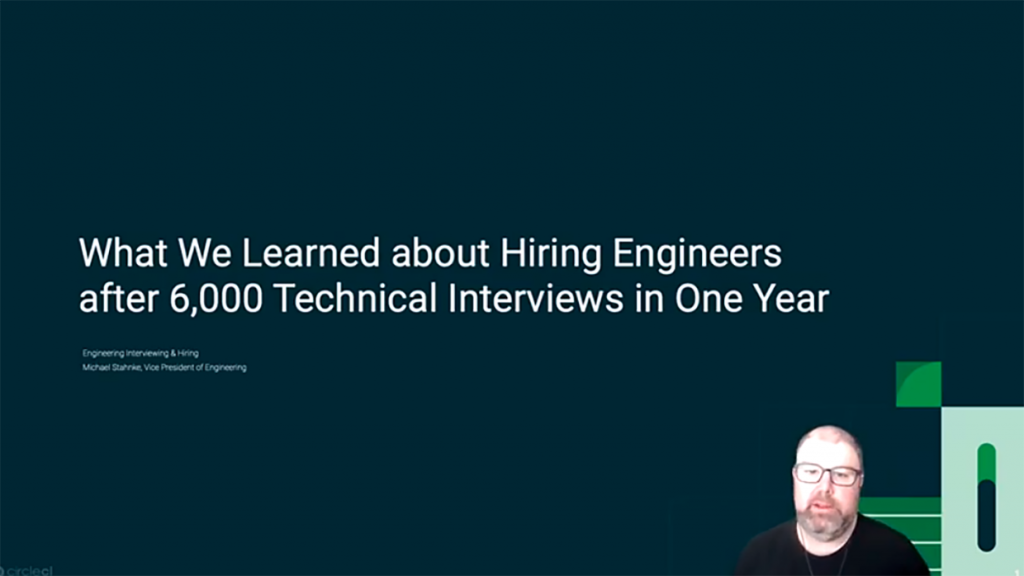 What We Learned about Hiring Engineers
after 6,000 Technical Interviews in One Year
Engineering Interviewing & Hiring
Michael Stahnke, Vice President of Engineering
circleci